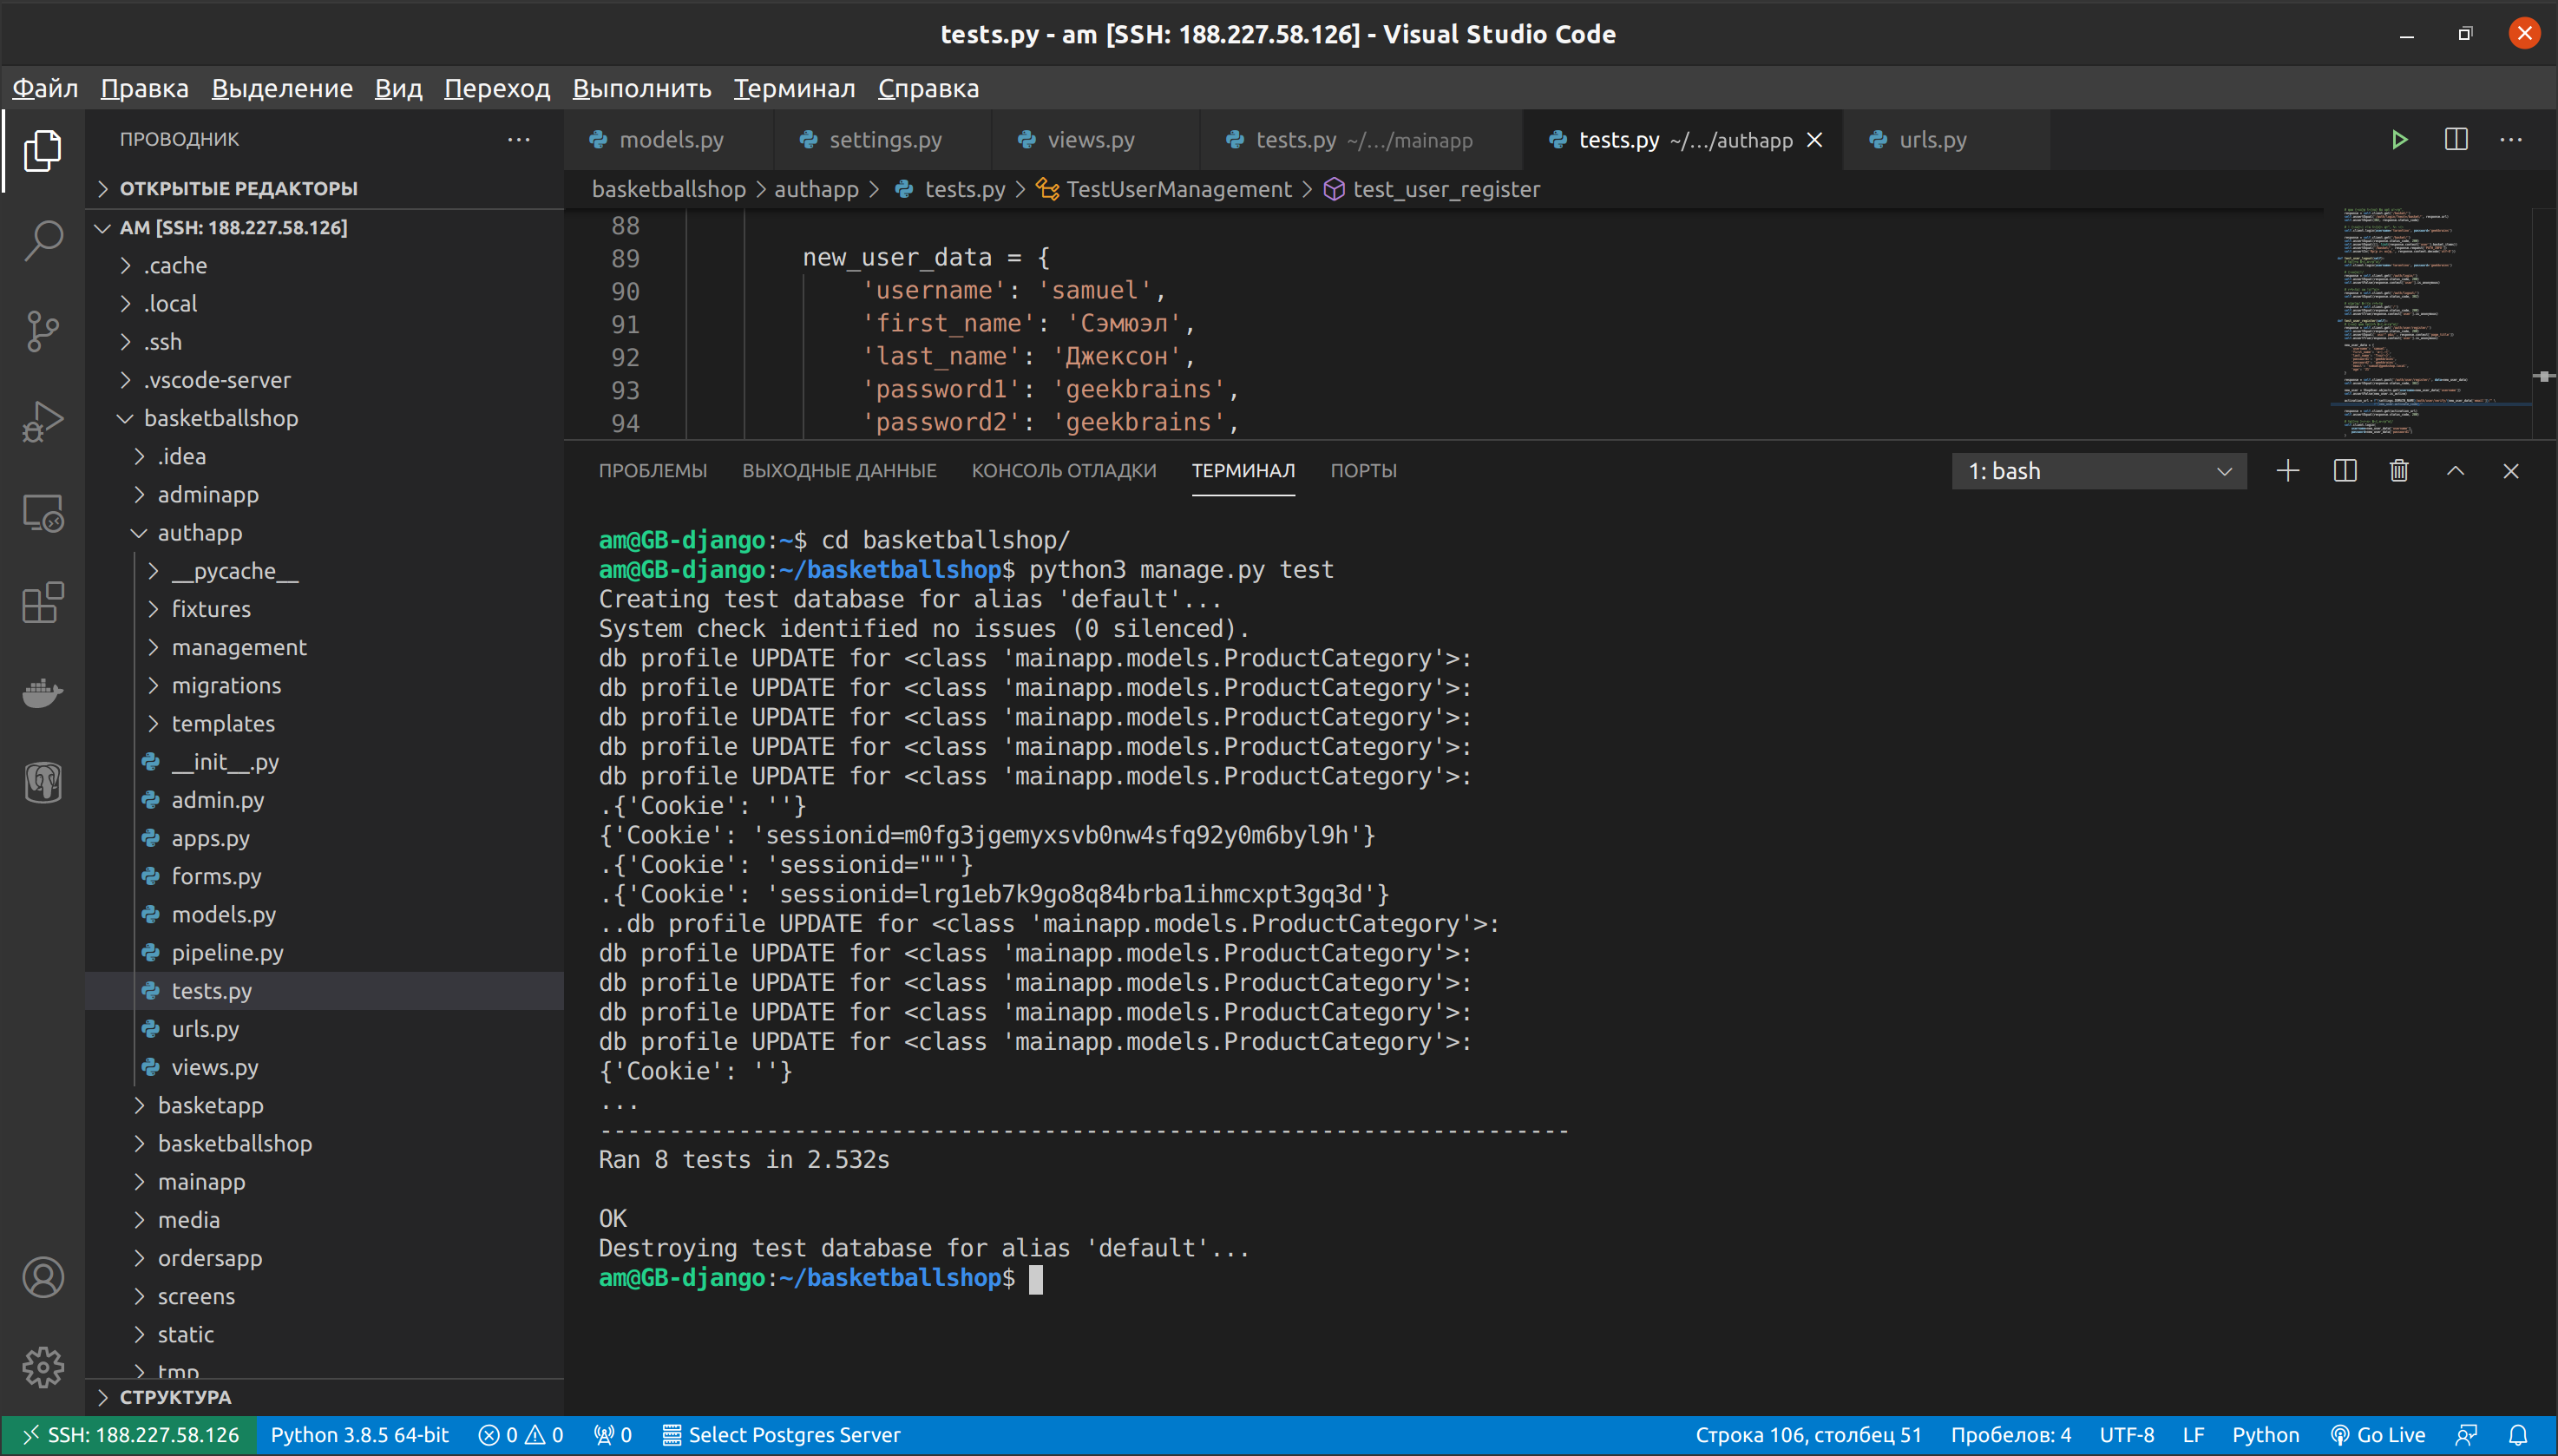 tests.py - am [SSH: 188.227.58.126] - Visual Studio Code
Файл Правка Выделение Вид Переход Выполнить Терминал Справка
ПРОВОДНИК
ОТКРЫТЫЕ РЕДАКТОРЫ
AM [SSH: 188.227.58.126]
.cache
.local
.ssh
.vscode-server
basketballshop
.idea
adminapp
authapp
__pycache__
fixtures
management
migrations
templates
__init__.py
admin.py
apps.py
forms.py
models.py
pipeline.py
tests.py
urls.py
views.py
basketapp
basketballshop
mainapp
media
ordersapp
screens
static
tmp
СТРУКТУРА
models.py settings.py views.py tests.py ~/.../mainapp tests.py ~/.../authapp urls.py
basketballshop > authapp > tests.py > TestUserManagement > test_user_register
88
89 new_user_data = {
90 'username': 'samuel',
91 'first_name': 'Сэмюэл',
92 'last_name': 'Джексон',
93 'password1': 'geekbrains',
94 'password2': 'geekbrains',
ПРОБЛЕМЫ ВЫХОДНЫЕ ДАННЫЕ КОНСОЛЬ ОТЛАДКИ ТЕРМИНАЛ ПОРТЫ 1: bash
am@GB-django:~$ cd basketballshop/
am@GB-django:~/basketballshop$ python3 manage.py test
Creating test database for alias 'default'...
System check identified no issues (0 silenced).
db profile UPDATE for <class 'mainapp.models.ProductCategory'>:
db profile UPDATE for <class 'mainapp.models.ProductCategory'>:
db profile UPDATE for <class 'mainapp.models.ProductCategory'>:
db profile UPDATE for <class 'mainapp.models.ProductCategory'>:
db profile UPDATE for <class 'mainapp.models.ProductCategory'>:
.{'Cookie': ''}
{'Cookie': 'sessionid=m0fg3jgemyxsvb0nw4sfq92y0m6byl9h'}
.{'Cookie': 'sessionid=""'}
.{'Cookie': 'sessionid=lrg1eb7k9go8q84brba1ihmcxpt3gq3d'}
..db profile UPDATE for <class 'mainapp.models.ProductCategory'>:
db profile UPDATE for <class 'mainapp.models.ProductCategory'>:
db profile UPDATE for <class 'mainapp.models.ProductCategory'>:
db profile UPDATE for <class 'mainapp.models.ProductCategory'>:
db profile UPDATE for <class 'mainapp.models.ProductCategory'>:
{'Cookie': ''}
...
----------------------------------------------------------------------
Ran 8 tests in 2.532s
OK
Destroying test database for alias 'default'...
am@GB-django:~/basketballshop$
SSH: 188.227.58.126 Python 3.8.5 64-bit 0 0 0 Select Postgres Server Строка 106, столбец 51 Пробелов: 4 UTF-8 LF Python Go Live